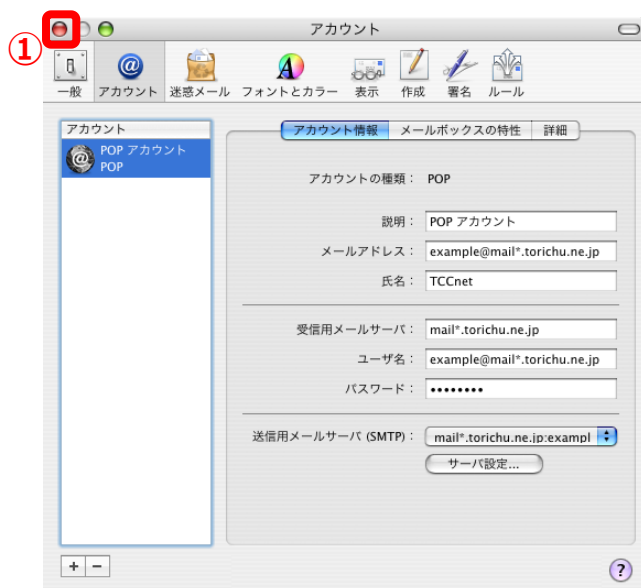 アカウント
①
一般 アカウント 迷惑メール フォントとカラー 表示 作成 署名 ルール
アカウント
POP アカウント
POP
アカウント情報 メールボックスの特性 詳細
アカウントの種類： POP
説明： POP アカウント
メールアドレス： example@mail*.torichu.ne.jp
氏名： TCCnet
受信用メールサーバ： mail*.torichu.ne.jp
ユーザ名： example@mail*.torichu.ne.jp
パスワード： ••••••••
送信用メールサーバ (SMTP)： mail*.torichu.ne.jp:exampl
サーバ設定...
+ −
?